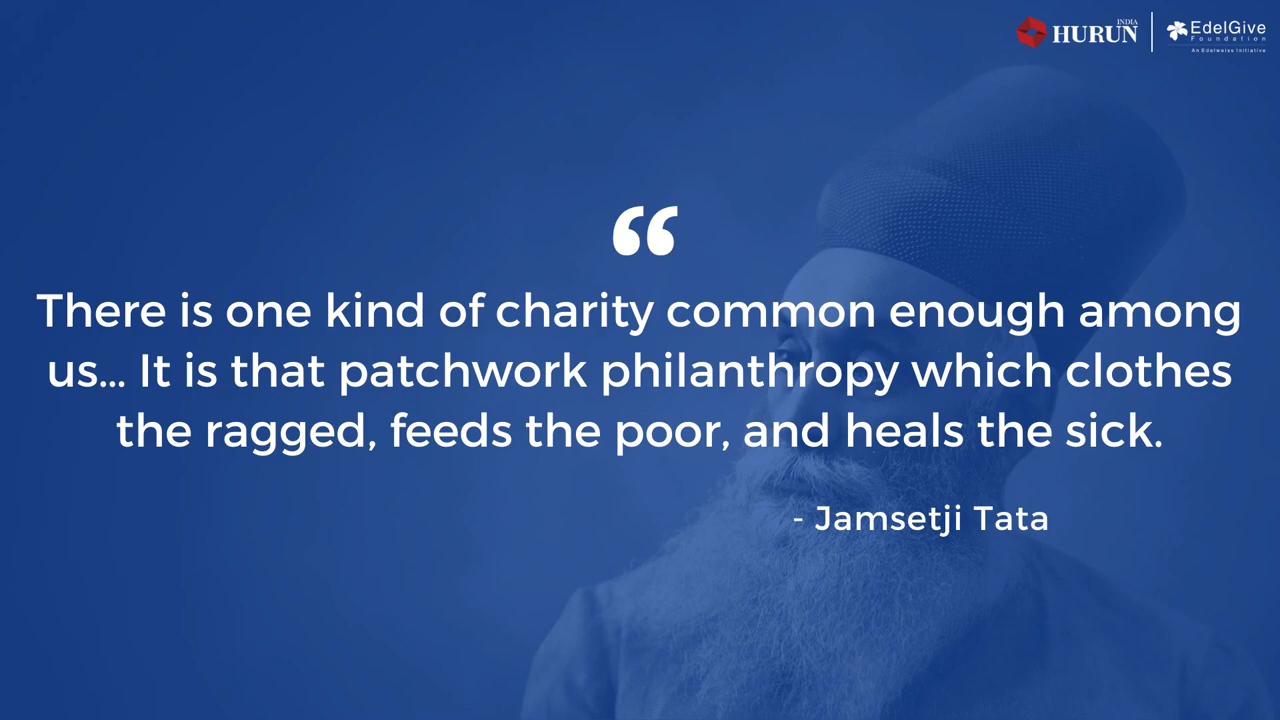 INDIA
HURUN
EdelGive
Foundation
An Edelweiss Initiative
“
There is one kind of charity common enough among
us... It is that patchwork philanthropy which clothes
the ragged, feeds the poor, and heals the sick.
- Jamsetji Tata